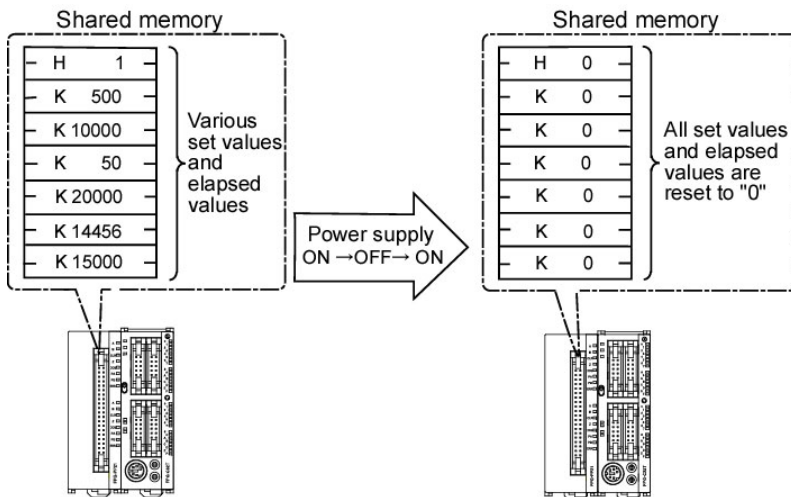 Shared memory
H 1
K 500
K 10000
K 50
K 20000
K 14456
K 15000
Various
set values
and
elapsed
values
Power supply
ON →OFF→ ON
Shared memory
H 0
K 0
K 0
K 0
K 0
K 0
K 0
All set values
and elapsed
values are
reset to "0"